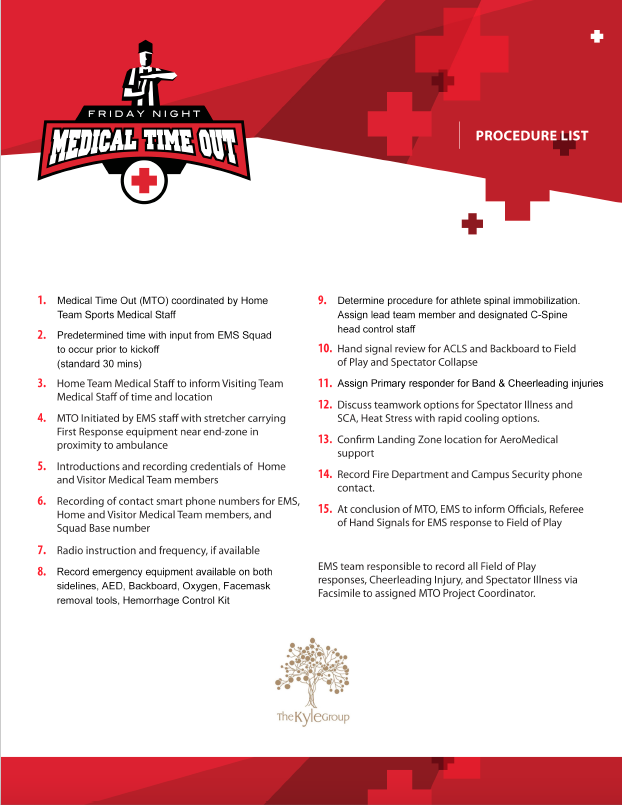 FRIDAY NIGHT
MEDICAL TIME OUT
PROCEDURE LIST
1. Medical Time Out (MTO) coordinated by Home
Team Sports Medical Staff
2. Predetermined time with input from EMS Squad
to occur prior to kickoff
(standard 30 mins)
3. Home Team Medical Staff to inform Visiting Team
Medical Staff of time and location
4. MTO Initiated by EMS staff with stretcher carrying
First Response equipment near end-zone in
proximity to ambulance
5. Introductions and recording credentials of Home
and Visitor Medical Team members
6. Recording of contact smart phone numbers for EMS,
Home and Visitor Medical Team members, and
Squad Base number
7. Radio instruction and frequency, if available
8. Record emergency equipment available on both
sidelines, AED, Backboard, Oxygen, Facemask
removal tools, Hemorrhage Control Kit
9. Determine procedure for athlete spinal immobilization.
Assign lead team member and designated C-Spine
head control staff
10. Hand signal review for ACLS and Backboard to Field
of Play and Spectator Collapse
11. Assign Primary responder for Band & Cheerleading injuries
12. Discuss teamwork options for Spectator Illness and
SCA, Heat Stress with rapid cooling options.
13. Confirm Landing Zone location for AeroMedical
support
14. Record Fire Department and Campus Security phone
contact.
15. At conclusion of MTO, EMS to inform Officials, Referee
of Hand Signals for EMS response to Field of Play
EMS team responsible to record all Field of Play
responses, Cheerleading Injury, and Spectator Illness via
Facsimile to assigned MTO Project Coordinator.
The Kyle Group